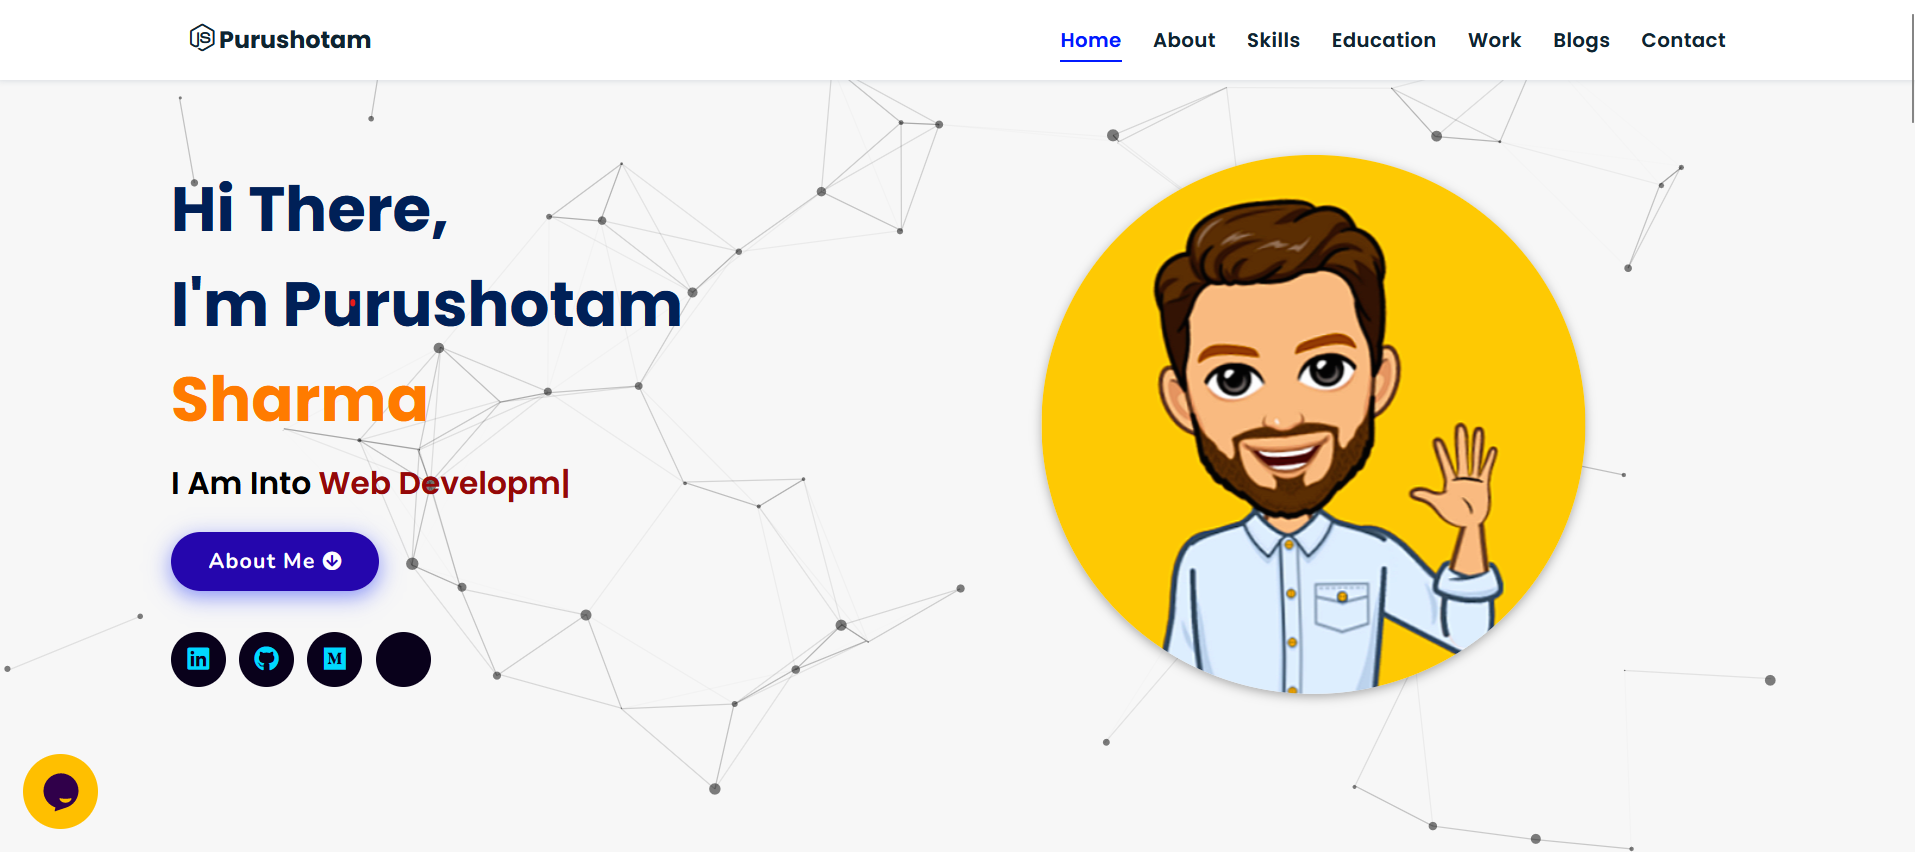 Purushotam
Home About Skills Education Work Blogs Contact
Hi There,
I'm Purushotam
Sharma
I Am Into Web Developm|
About Me